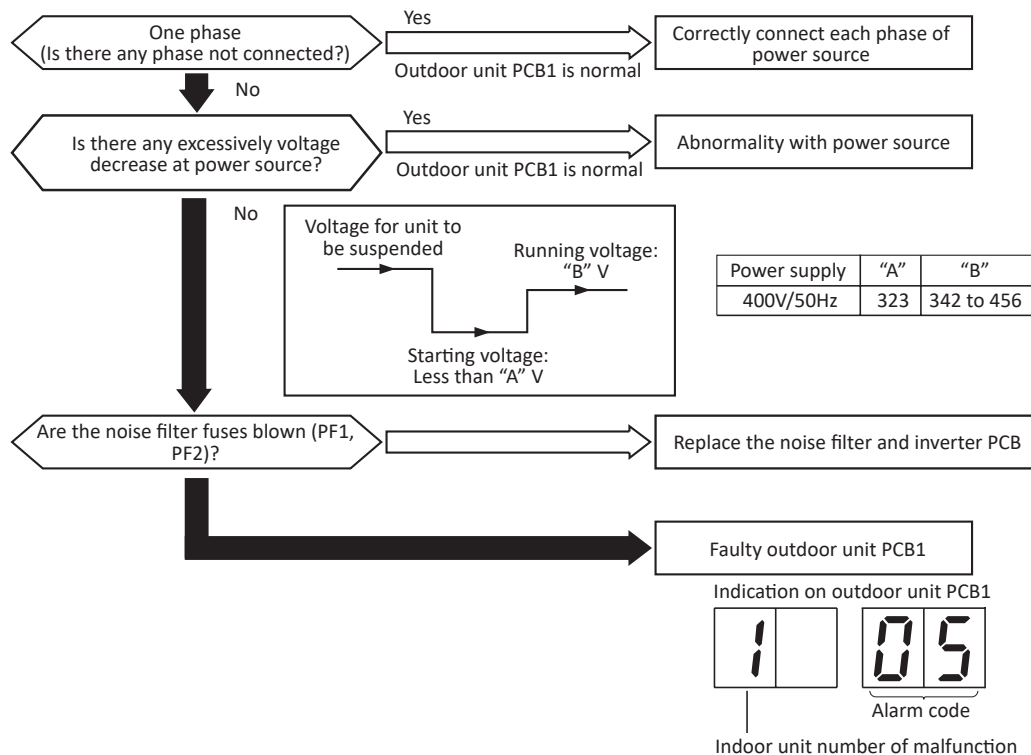 One phase
(Is there any phase not connected?)
Yes
Outdoor unit PCB1 is normal
Correctly connect each phase of
power source
No
Is there any excessively voltage
decrease at power source?
Yes
Outdoor unit PCB1 is normal
Abnormality with power source
No
Voltage for unit to
be suspended
Running voltage:
“B” V
Starting voltage:
Less than “A” V
Power supply “A” “B”
400V/50Hz 323 342 to 456
Are the noise filter fuses blown (PF1,
PF2)?
Replace the noise filter and inverter PCB
Faulty outdoor unit PCB1
Indication on outdoor unit PCB1
1 05
Alarm code
Indoor unit number of malfunction